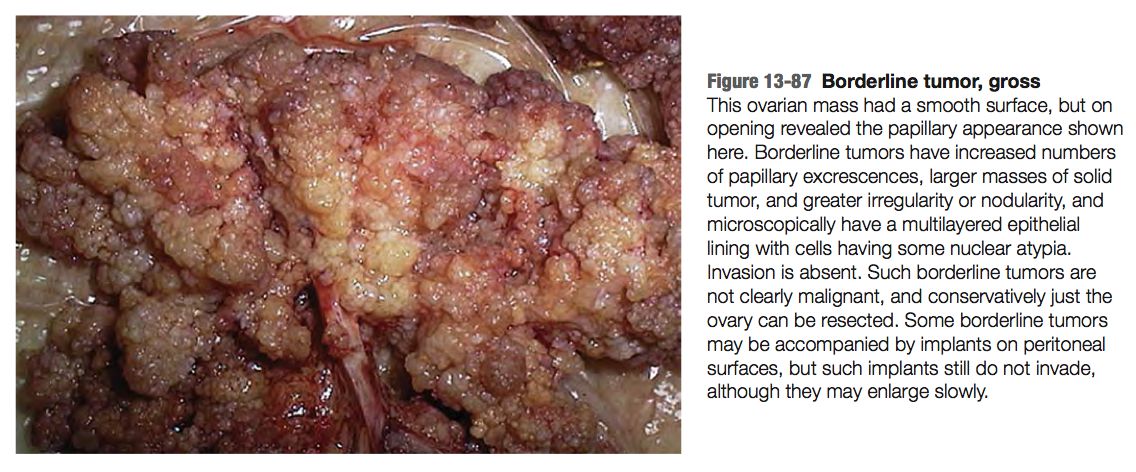 Figure 13-87 Borderline tumor, gross
This ovarian mass had a smooth surface, but on
opening revealed the papillary appearance shown
here. Borderline tumors have increased numbers
of papillary excrescences, larger masses of solid
tumor, and greater irregularity or nodularity, and
microscopically have a multilayered epithelial
lining with cells having some nuclear atypia.
Invasion is absent. Such borderline tumors are
not clearly malignant, and conservatively just the
ovary can be resected. Some borderline tumors
may be accompanied by implants on peritoneal
surfaces, but such implants still do not invade,
although they may enlarge slowly.